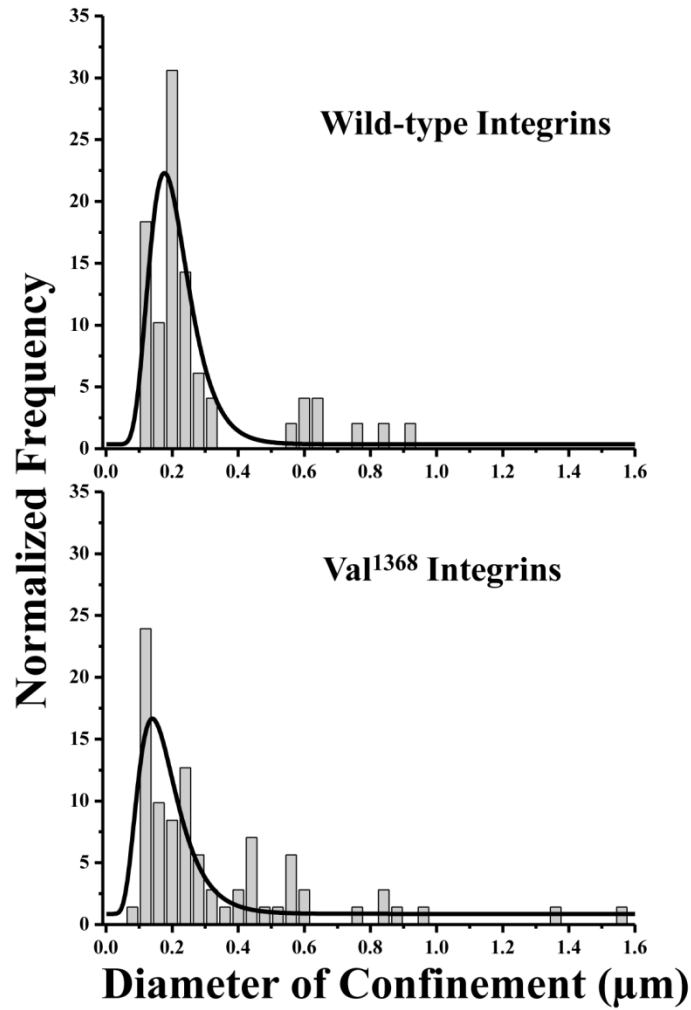 35
30
25
20
15
10
5
0
Wild-type Integrins
0.0 0.2 0.4 0.6 0.8 1.0 1.2 1.4 1.6
Normalized Frequency
35
30
25
20
15
10
5
0
Val¹³⁶⁸ Integrins
0.0 0.2 0.4 0.6 0.8 1.0 1.2 1.4 1.6
Diameter of Confinement (µm)